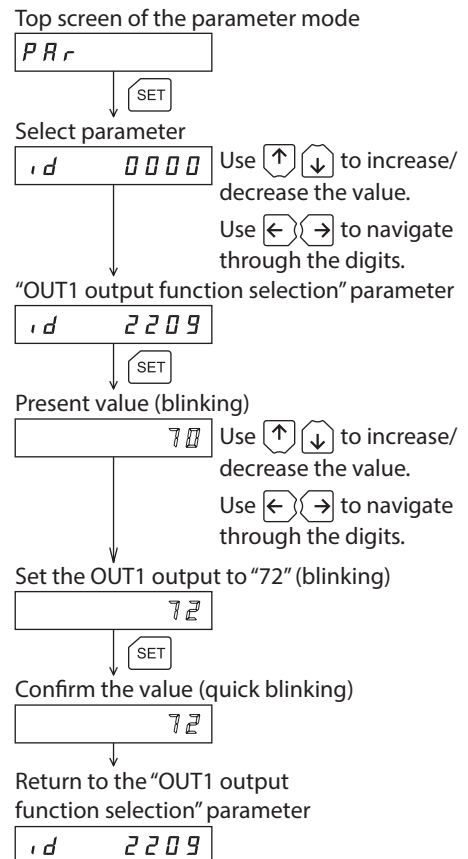 Top screen of the parameter mode
PAr
SET
Select parameter
id 0000
Use ↑ ↓ to increase/
decrease the value.
Use ← → to navigate
through the digits.
“OUT1 output function selection” parameter
id 2209
SET
Present value (blinking)
70
Use ↑ ↓ to increase/
decrease the value.
Use ← → to navigate
through the digits.
Set the OUT1 output to “72” (blinking)
72
SET
Confirm the value (quick blinking)
72
Return to the “OUT1 output
function selection” parameter
id 2209